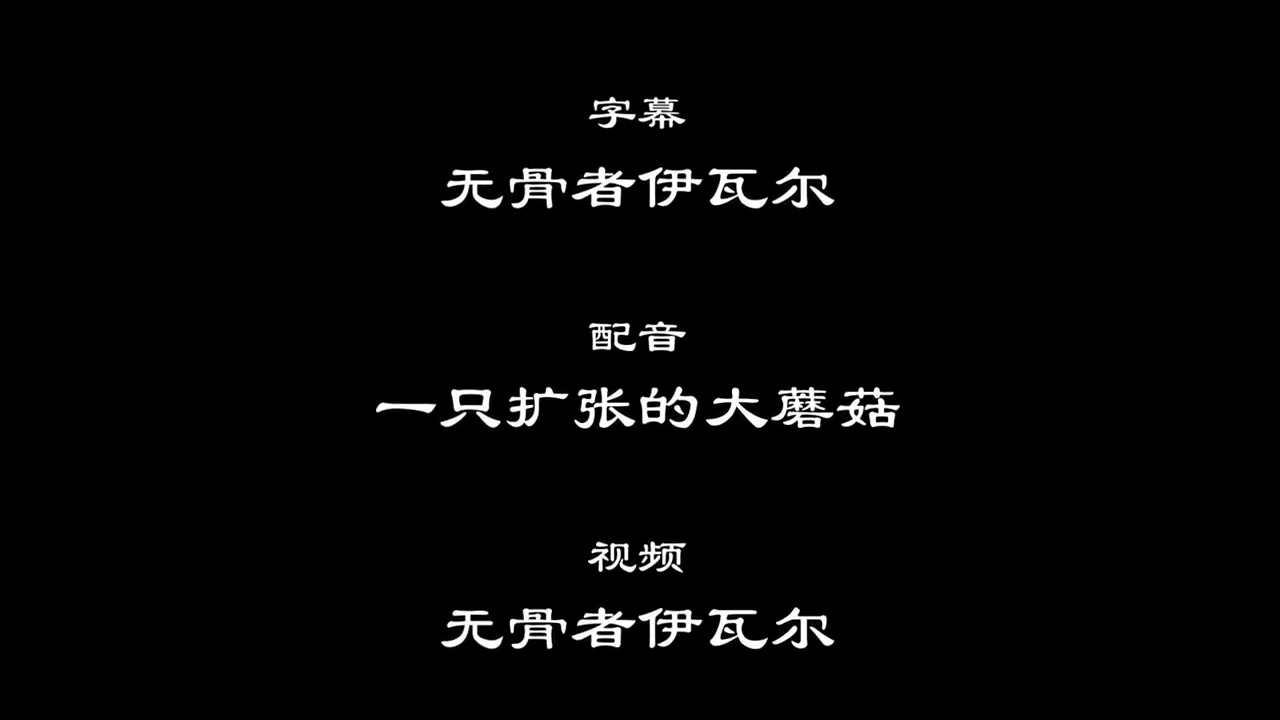 字幕
无骨者伊瓦尔
配音
一只扩张的大蘑菇
视频
无骨者伊瓦尔